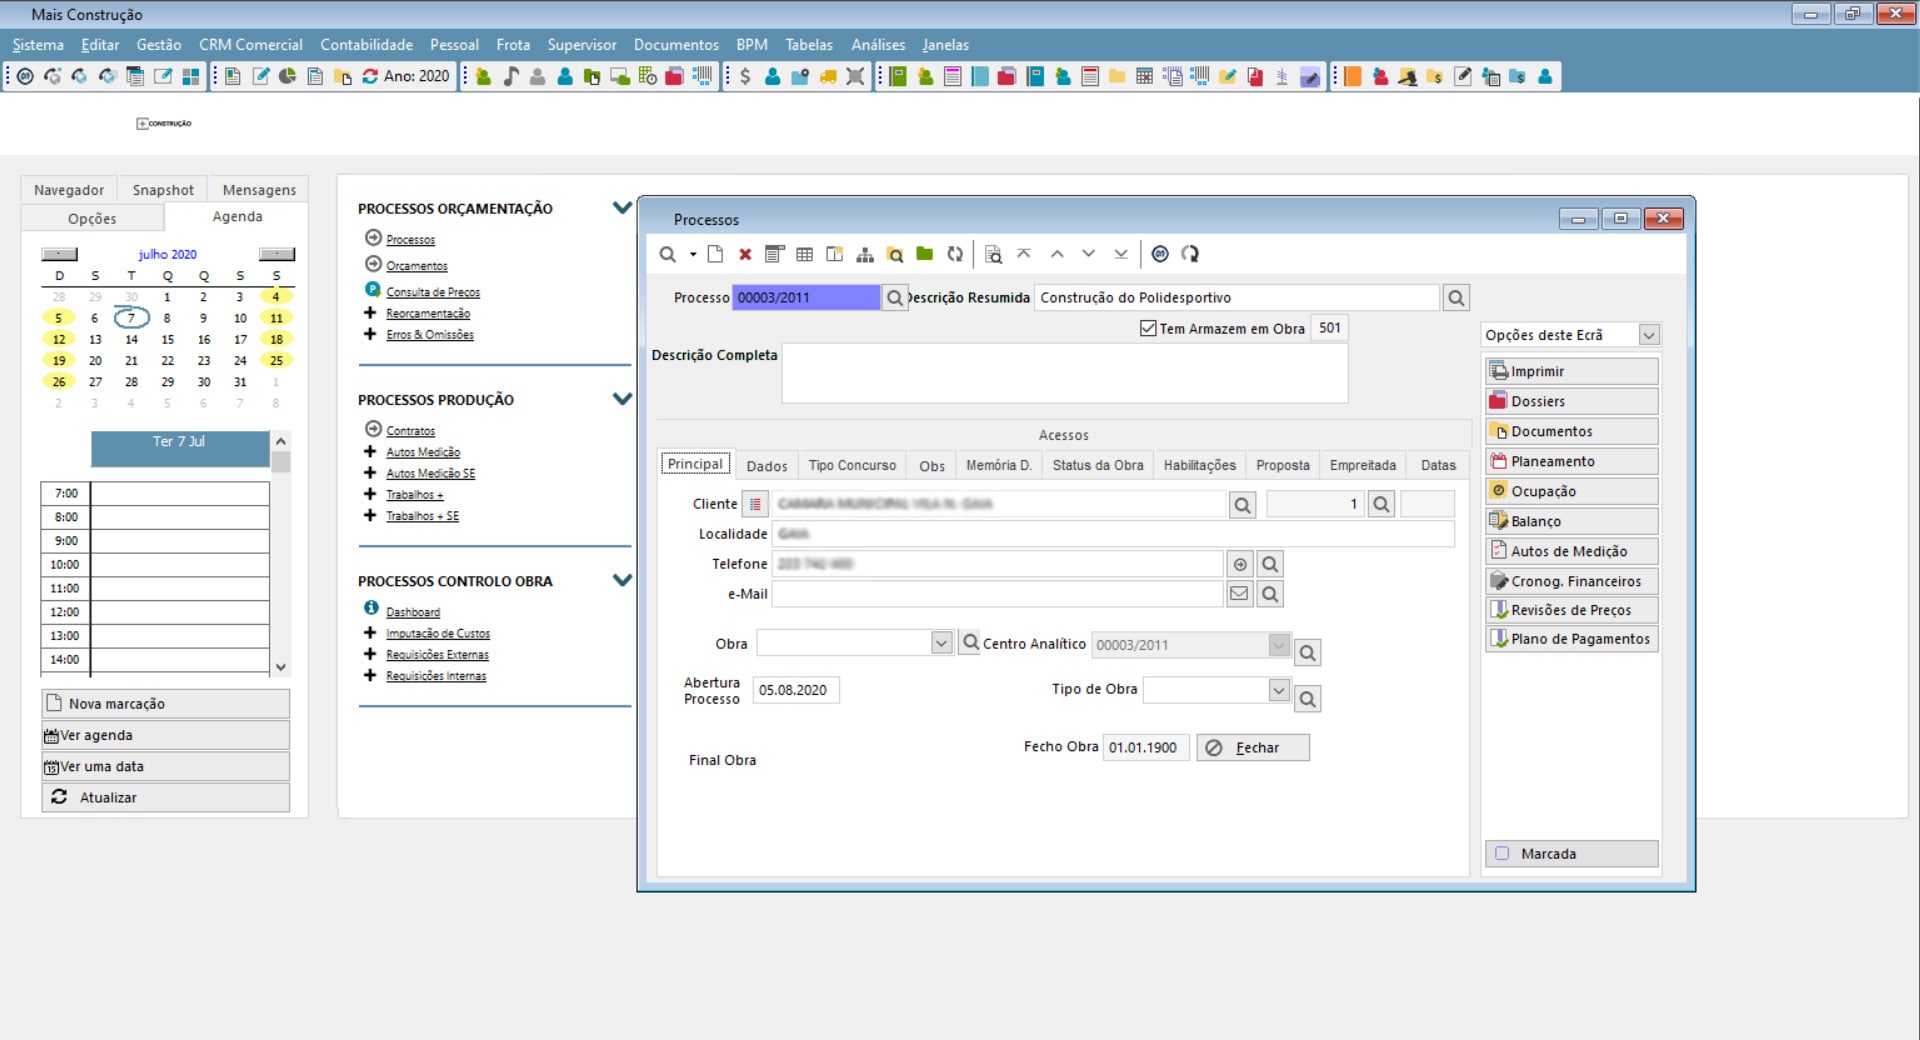 Mais Construção
Sistema Editar Gestão CRM Comercial Contabilidade Pessoal Frota Supervisor Documentos BPM Tabelas Análises Janelas
Ano: 2020
CONSTRUÇÃO
Navegador Snapshot Mensagens
Opções Agenda
julho 2020
D S T Q Q S S
28 29 30 1 2 3 4
5 6 7 8 9 10 11
12 13 14 15 16 17 18
19 20 21 22 23 24 25
26 27 28 29 30 31 1
2 3 4 5 6 7 8
Ter 7 Jul
7:00
8:00
9:00
10:00
11:00
12:00
13:00
14:00
Nova marcação
Ver agenda
Ver uma data
Atualizar
PROCESSOS ORÇAMENTAÇÃO
Processos
Orçamentos
Consulta de Preços
Reorçamentação
Erros & Omissões
PROCESSOS PRODUÇÃO
Contratos
Autos Medição
Autos Medição SE
Trabalhos +
Trabalhos + SE
PROCESSOS CONTROLO OBRA
Dashboard
Imputação de Custos
Requisições Externas
Requisições Internas
Processos
Processo 00003/2011 Descrição Resumida Construção do Polidesportivo
Tem Armazem em Obra 501
Descrição Completa
Acessos
Principal Dados Tipo Concurso Obs Memória D. Status da Obra Habilitações Proposta Empreitada Datas
Cliente CAMARA MUNICIPAL VILA N. GAIA 1
Localidade GAIA
Telefone
e-Mail
Obra Centro Analítico 00003/2011
Abertura Processo 05.08.2020 Tipo de Obra
Fecho Obra 01.01.1900 Fechar
Final Obra
Opções deste Ecrã
Imprimir
Dossiers
Documentos
Planeamento
Ocupação
Balanço
Autos de Medição
Cronog. Financeiros
Revisões de Preços
Plano de Pagamentos
Marcada